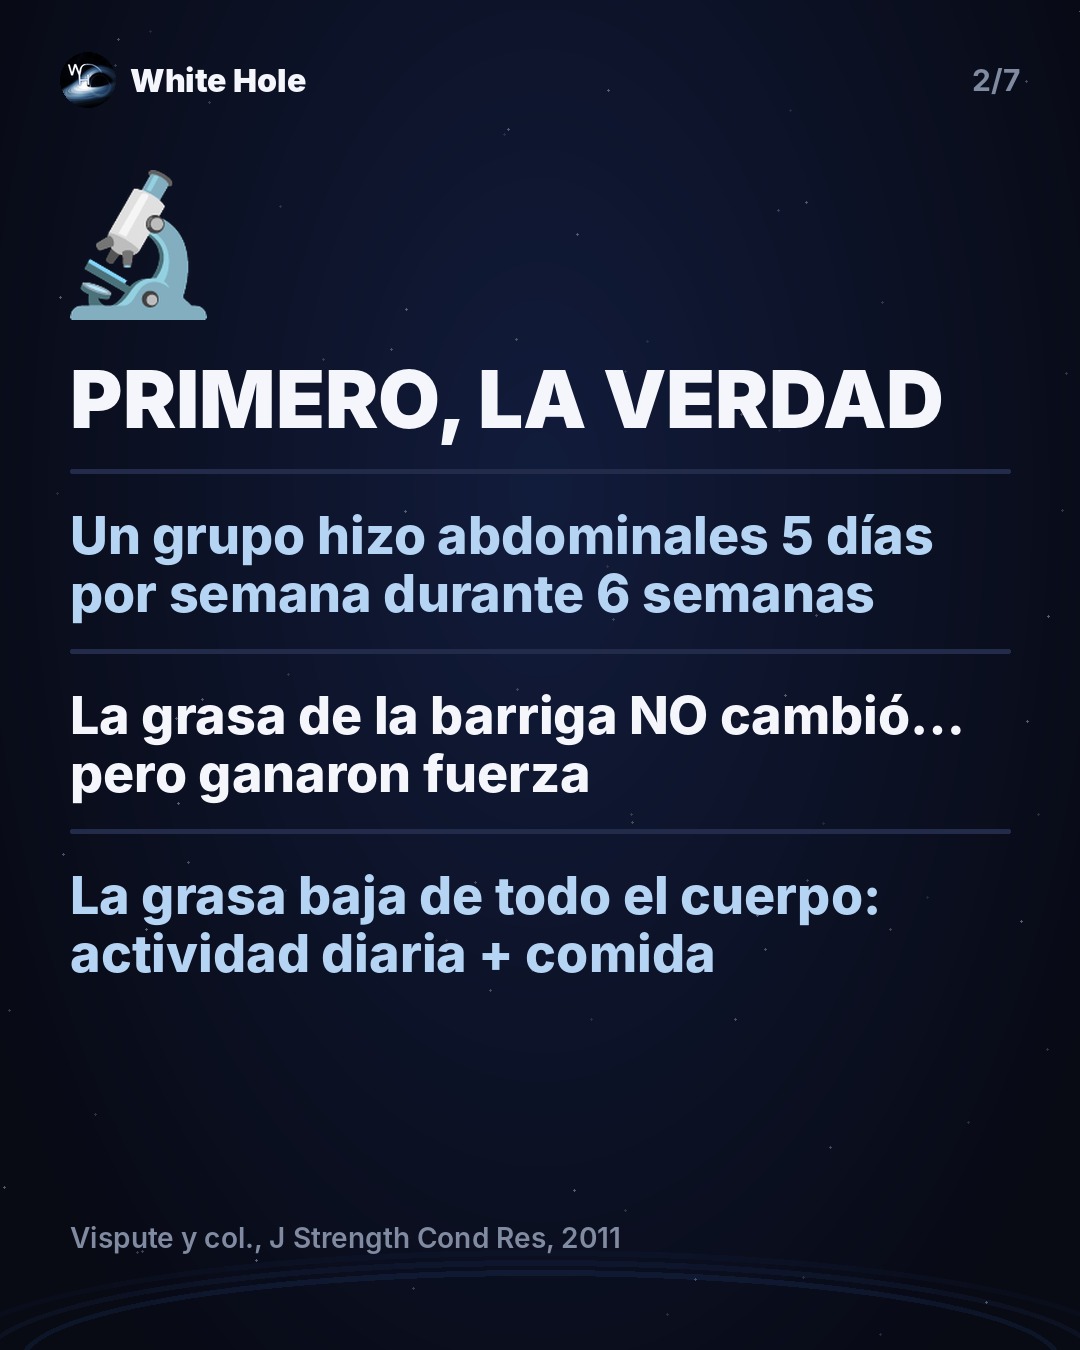 White Hole
2/7
PRIMERO, LA VERDAD
Un grupo hizo abdominales 5 días
por semana durante 6 semanas
La grasa de la barriga NO cambió...
pero ganaron fuerza
La grasa baja de todo el cuerpo:
actividad diaria + comida
Vispute y col., J Strength Cond Res, 2011